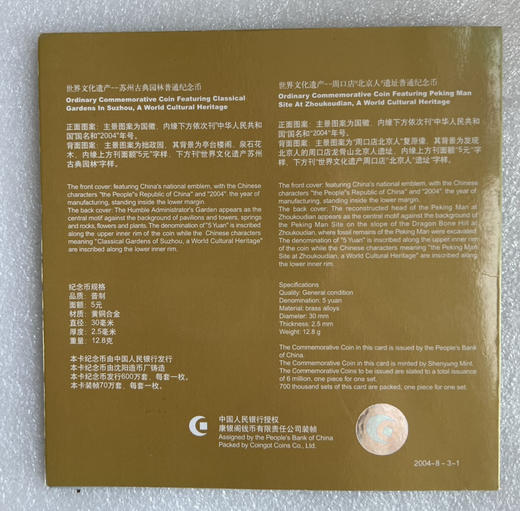 世界文化遗产--苏州古典园林普通纪念币
Ordinary Commemorative Coin Featuring Classical
Gardens In Suzhou, A World Cultural Heritage
正面图案：主景图案为国徽，内缘下方依次刊“中华人民共和
国”国名和“2004”年号。
背面图案：主景图案为拙政园，其背景为亭台楼阁、泉石花
木，内缘上方刊面额“5元”字样，下方刊“世界文化遗产苏州
古典园林”字样。
The front cover: featuring China's national emblem, with the Chinese
characters "the People's Republic of China" and "2004". the year of
manufacturing, standing inside the lower margin.
The back cover: The Humble Administrator's Garden appears as the
central motif against the background of pavilions and towers, springs
and rocks, flowers and plants. The denomination of "5 Yuan" is inscribed
along the upper inner rim of the coin while the Chinese characters
meaning "Classical Gardens of Suzhou, a World Cultural Heritage"
are inscribed along the lower inner rim.
纪念币规格
品质：普制
面额：5元
材质：黄铜合金
直径：30毫米
厚度：2.5毫米
重量：12.8克
本卡纪念币由中国人民银行发行
本卡纪念币由沈阳造币厂铸造
本卡纪念币发行600万套，每套一枚。
本卡装帧70万套，每套一枚。
世界文化遗产--周口店“北京人”遗址普通纪念币
Ordinary Commemorative Coin Featuring Peking Man
Site At Zhoukoudian, A World Cultural Heritage
正面图案：主景图案为国徽，内缘下方依次刊“中华人民共和
国”国名和“2004”年号。
背面图案：主景图案为“周口店北京人”复原像，其背景为发现
北京人的周口店龙骨山北京人遗址，内缘上方刊面额“5元”字
样，下方刊“世界文化遗产周口店‘北京人’遗址”字样。
The front cover: featuring China's national emblem, with the Chinese
characters "the People's Republic of China" and "2004". the year of
manufacturing, standing inside the lower margin.
The back cover: The reconstructed head of the Peking Man at
Zhoukoudian appears as the central motif against the background of
the Peking Man Site on the slope of the Dragon Bone Hill at
Zhoukoudian, where fossil remains of the Peking Man were excavated.
The denomination of "5 Yuan" is inscribed along the upper inner rim
of the coin while the Chinese characters meaning "the Peking Man
Site at Zhoukoudian, a World Cultural Heritage" are inscribed along
the lower inner rim.
Specifications
Quality: General condition
Denomination: 5 yuan
Material: brass alloys
Diameter: 30 mm
Thickness: 2.5 mm
Weight: 12.8 g
The Commemorative Coin in this card is issued by the People's Bank
of China.
The Commemorative Coin in this card is minted by Shenyang Mint.
The Commemorative Coins to be issued are slated to a total issuance
of 6 million, one piece for one set.
700 thousand sets of this card are packed, one piece for one set.
中国人民银行授权
康银阁钱币有限责任公司装帧
Assigned by the People's Bank of China
Packed by Coingot Coins Co., Ltd.
2004-8-3-1